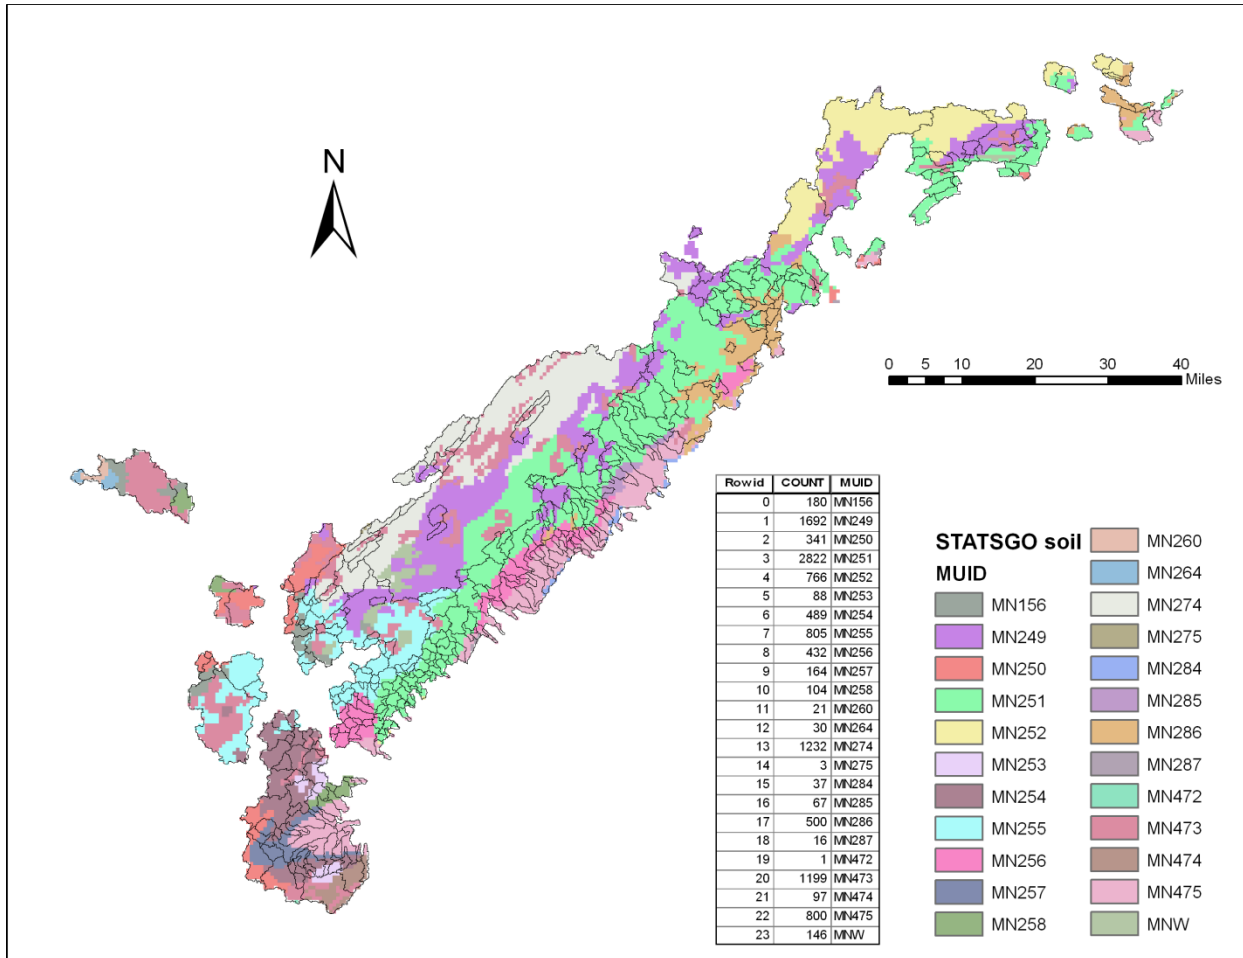 N
0 5 10 20 30 40
Miles
Rowid COUNT MUID
0 180 MN156
1 1692 MN249
2 341 MN250
3 2822 MN251
4 766 MN252
5 88 MN253
6 489 MN254
7 805 MN255
8 432 MN256
9 164 MN257
10 104 MN258
11 21 MN260
12 30 MN264
13 1232 MN274
14 3 MN275
15 37 MN284
16 67 MN285
17 500 MN286
18 16 MN287
19 1 MN472
20 1199 MN473
21 97 MN474
22 800 MN475
23 146 MNW
STATSGO soil
MUID
MN156
MN249
MN250
MN251
MN252
MN253
MN254
MN255
MN256
MN257
MN258
MN260
MN264
MN274
MN275
MN284
MN285
MN286
MN287
MN472
MN473
MN474
MN475
MNW